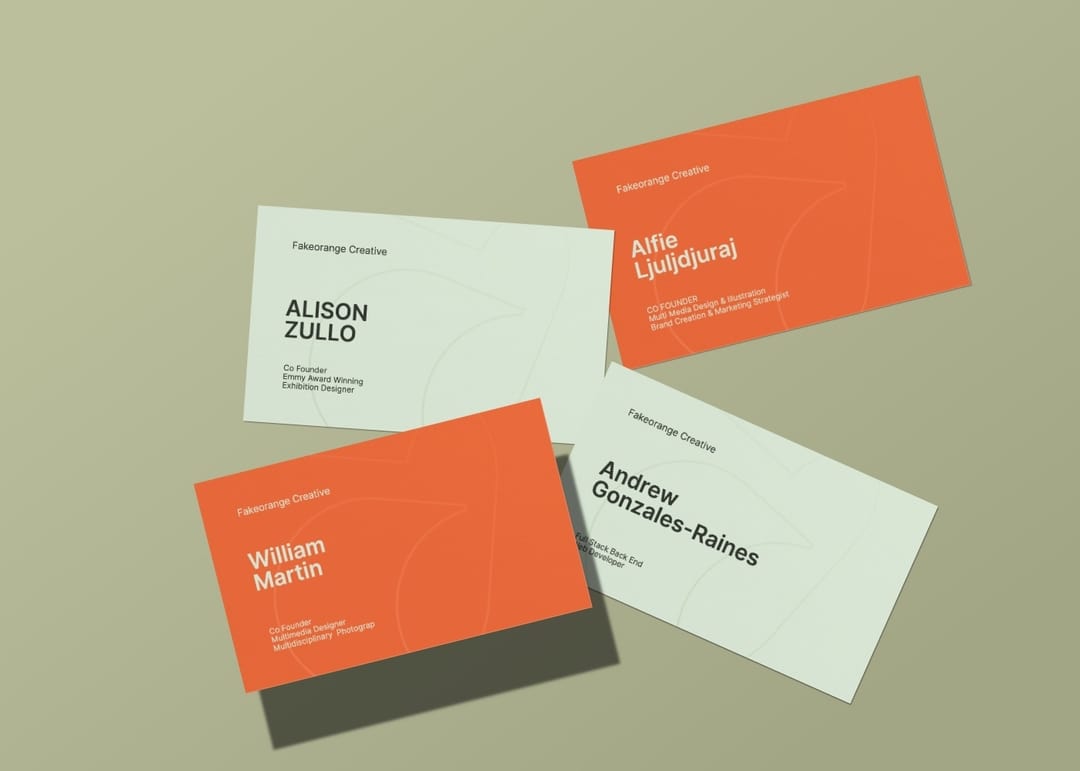 Fakeorange Creative
Alfie
Ljuljdjuraj
CO FOUNDER
Multi Media Design & Illustration
Brand Creation & Marketing Strategist
Fakeorange Creative
ALISON
ZULLO
Co Founder
Emmy Award Winning
Exhibition Designer
Fakeorange Creative
Andrew
Gonzales-Raines
Full Stack Back End
Developer
Fakeorange Creative
William
Martin
Co Founder
Multimedia Designer
Multidisciplinary Photograp